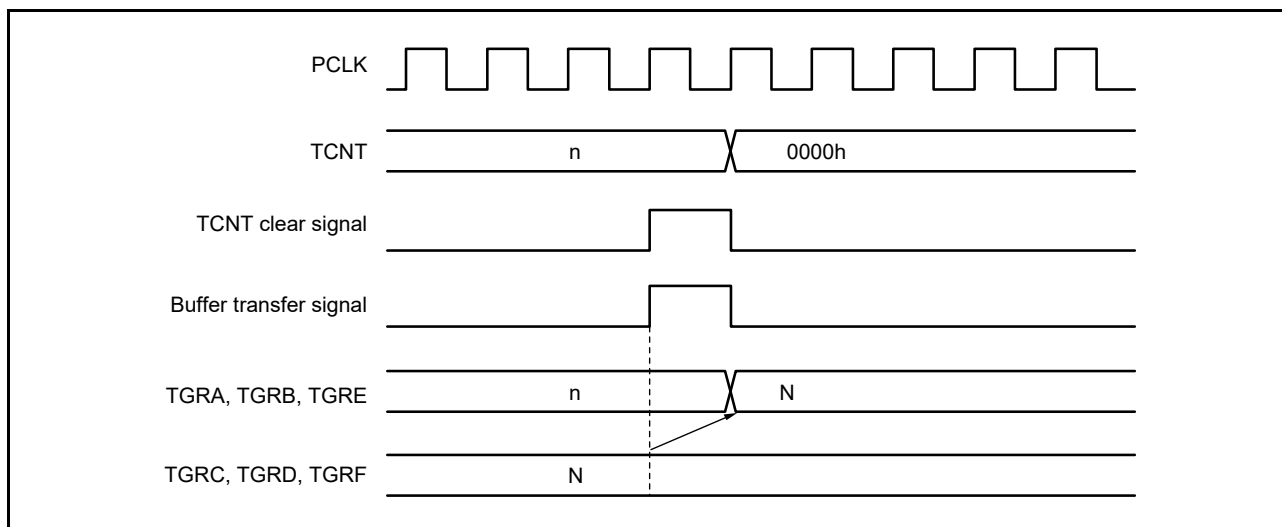 PCLK
TCNT
n
0000h
TCNT clear signal
Buffer transfer signal
TGRA, TGRB, TGRE
n
N
TGRC, TGRD, TGRF
N